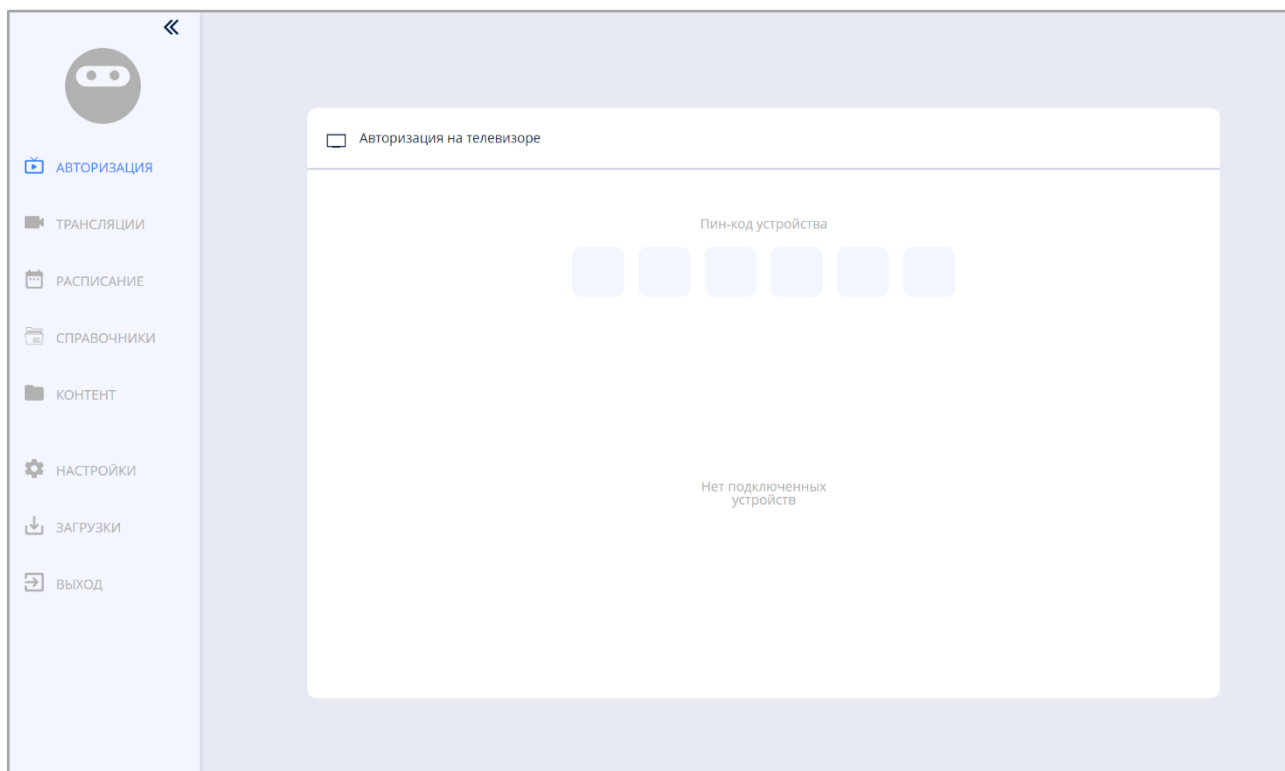 АВТОРИЗАЦИЯ
ТРАНСЛЯЦИИ
РАСПИСАНИЕ
СПРАВОЧНИКИ
КОНТЕНТ
НАСТРОЙКИ
ЗАГРУЗКИ
ВЫХОД
Авторизация на телевизоре
Пин-код устройства
Нет подключенных
устройств